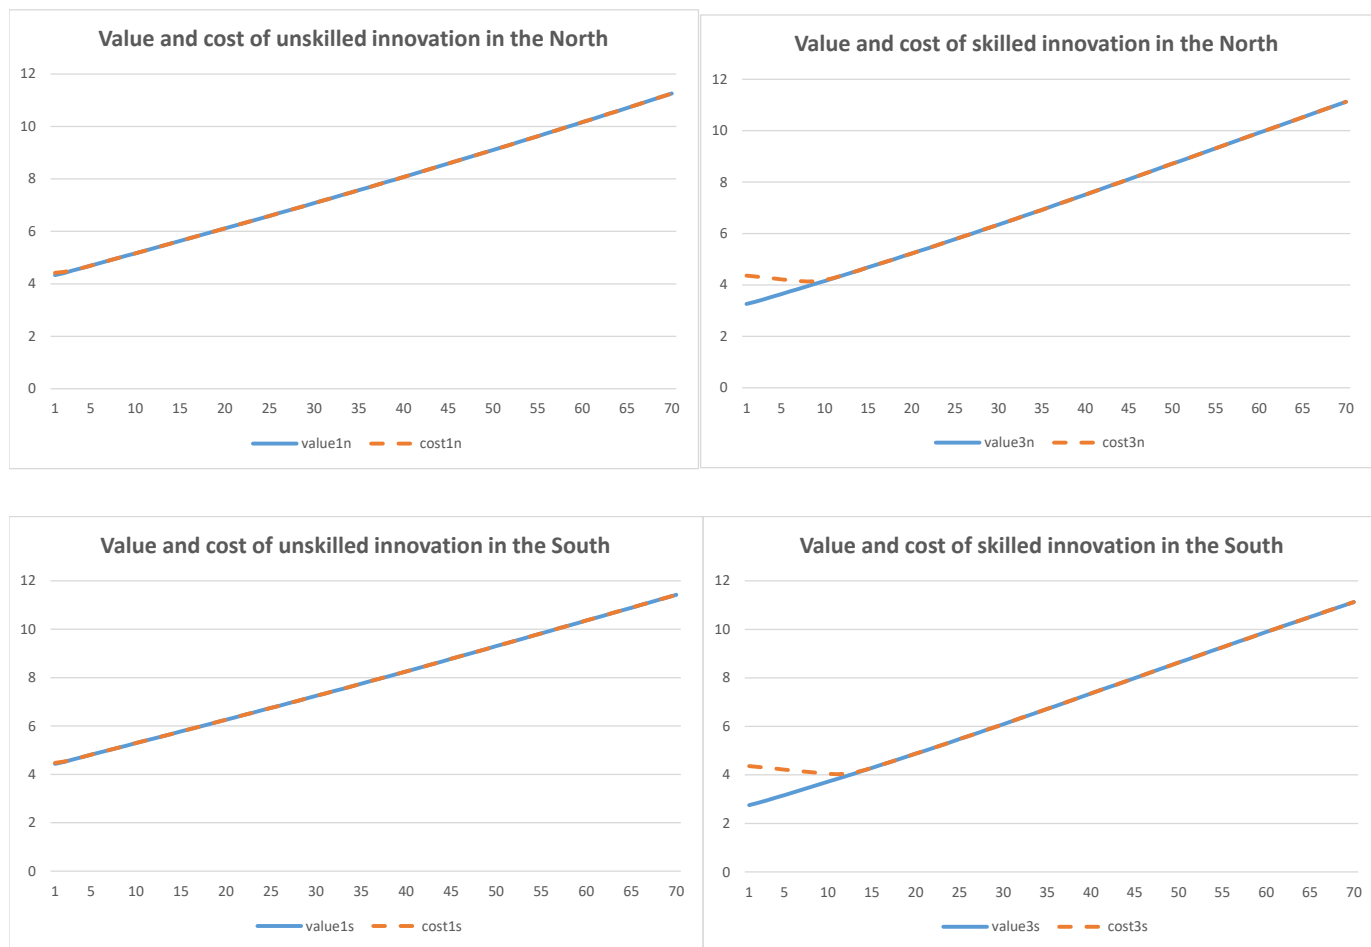 Value and cost of unskilled innovation in the North
12
10
8
6
4
2
0
1 5 10 15 20 25 30 35 40 45 50 55 60 65 70
value1n cost1n
Value and cost of skilled innovation in the North
12
10
8
6
4
2
0
1 5 10 15 20 25 30 35 40 45 50 55 60 65 70
value3n cost3n
Value and cost of unskilled innovation in the South
12
10
8
6
4
2
0
1 5 10 15 20 25 30 35 40 45 50 55 60 65 70
value1s cost1s
Value and cost of skilled innovation in the South
12
10
8
6
4
2
0
1 5 10 15 20 25 30 35 40 45 50 55 60 65 70
value3s cost3s